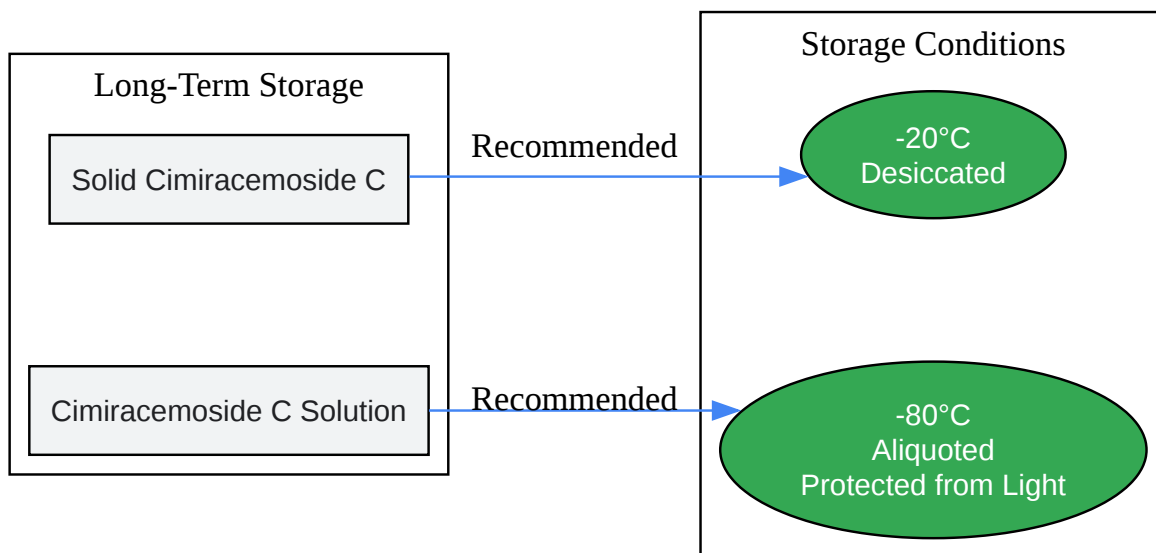 Long-Term Storage
Solid Cimiracemoside C
Cimiracemoside C Solution
Recommended
Recommended
Storage Conditions
-20°C
Desiccated
-80°C
Aliquoted
Protected from Light